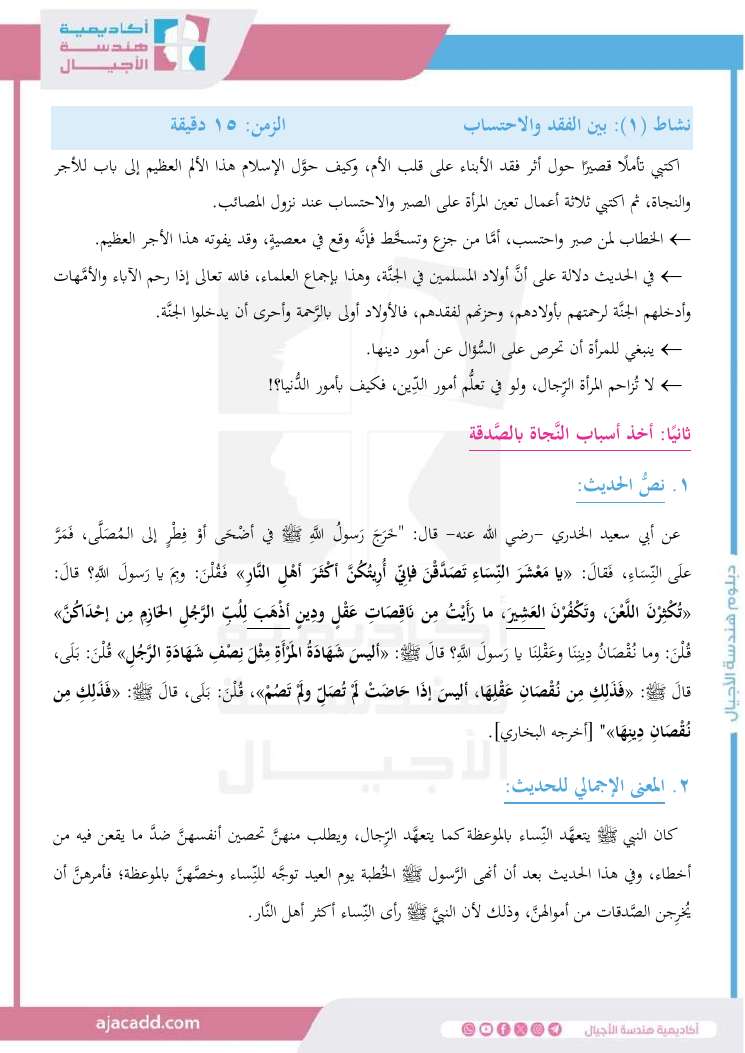 أكاديمية
هندسة
الأجيال
نشاط (١): بين الفقد والاحتساب الزمن: ١٥ دقيقة
اكتبي تأملًا قصيرًا حول أثر فقد الأبناء على قلب الأم، وكيف حوَّل الإسلام هذا الألم العظيم إلى باب للأجر
والنجاة، ثم اكتبي ثلاثة أعمال تعين المرأة على الصبر والاحتساب عند نزول المصائب.
← الخطاب لمن صبر واحتسب، أمَّا من جزع وتسخَّط فإنَّه وقع في معصيةٍ، وقد يفوته هذا الأجر العظيم.
← في الحديث دلالة على أنَّ أولاد المسلمين في الجنَّة، وهذا بإجماع العلماء، فالله تعالى إذا رحم الآباء والأمَّهات
وأدخلهم الجنَّة لرحمتهم بأولادهم، وحزنهم لفقدهم، فالأولاد أولى بالرَّحمة وأحرى أن يدخلوا الجنَّة.
← ينبغي للمرأة أن تحرص على السُّؤال عن أمور دينها.
← لا تُزاحم المرأة الرِّجال، ولو في تعلُّم أمور الدِّين، فكيف بأمور الدُّنيا؟!
ثانيًا: أخذ أسباب النَّجاة بالصَّدقة
١. نصُّ الحديث:
عن أبي سعيد الخدري –رضي الله عنه– قال: "خَرَجَ رَسولُ اللَّهِ ﷺ في أضْحَى أوْ فِطْرٍ إلى المُصَلَّى، فَمَرَّ
علَى النِّسَاءِ، فَقالَ: «يا مَعْشَرَ النِّسَاءِ تَصَدَّقْنَ فإنِّي أُرِيتُكُنَّ أكْثَرَ أهْلِ النَّارِ» فَقُلْنَ: وبِمَ يا رَسولَ اللَّهِ؟ قالَ:
«تُكْثِرْنَ اللَّعْنَ، وتَكْفُرْنَ العَشِيرَ، ما رَأَيْتُ مِن نَاقِصَاتِ عَقْلٍ ودِينٍ أذْهَبَ لِلُبِّ الرَّجُلِ الحَازِمِ مِن إحْدَاكُنَّ»
قُلْنَ: وما نُقْصَانُ دِينِنَا وعَقْلِنَا يا رَسولَ اللَّهِ؟ قالَ ﷺ: «أليسَ شَهَادَةُ المَرْأَةِ مِثْلَ نِصْفِ شَهَادَةِ الرَّجُلِ» قُلْنَ: بَلَى،
قالَ ﷺ: «فَذَلِكِ مِن نُقْصَانِ عَقْلِهَا، أليسَ إذَا حَاضَتْ لَمْ تُصَلِّ ولَمْ تَصُمْ»، قُلْنَ: بَلَى، قالَ ﷺ: «فَذَلِكِ مِن
نُقْصَانِ دِينِهَا»" [أخرجه البخاري].
٢. المعنى الإجمالي للحديث:
كان النبي ﷺ يتعهَّد النِّساء بالموعظة كما يتعهَّد الرِّجال، ويطلب منهنَّ تحصين أنفسهنَّ ضدَّ ما يقعن فيه من
أخطاء، وفي هذا الحديث بعد أن أنهى الرَّسول ﷺ الخُطبة يوم العيد توجَّه للنِّساء وخصَّهنَّ بالموعظة؛ فأمرهنَّ أن
يُخرِجن الصَّدقات من أموالهنَّ، وذلك لأن النبيَّ ﷺ رأى النِّساء أكثر أهل النَّار.
دبلوم هندسة الأجيال
أكاديمية
هندسة
الأجيال
أكاديمية هندسة الأجيال
ajacadd.com